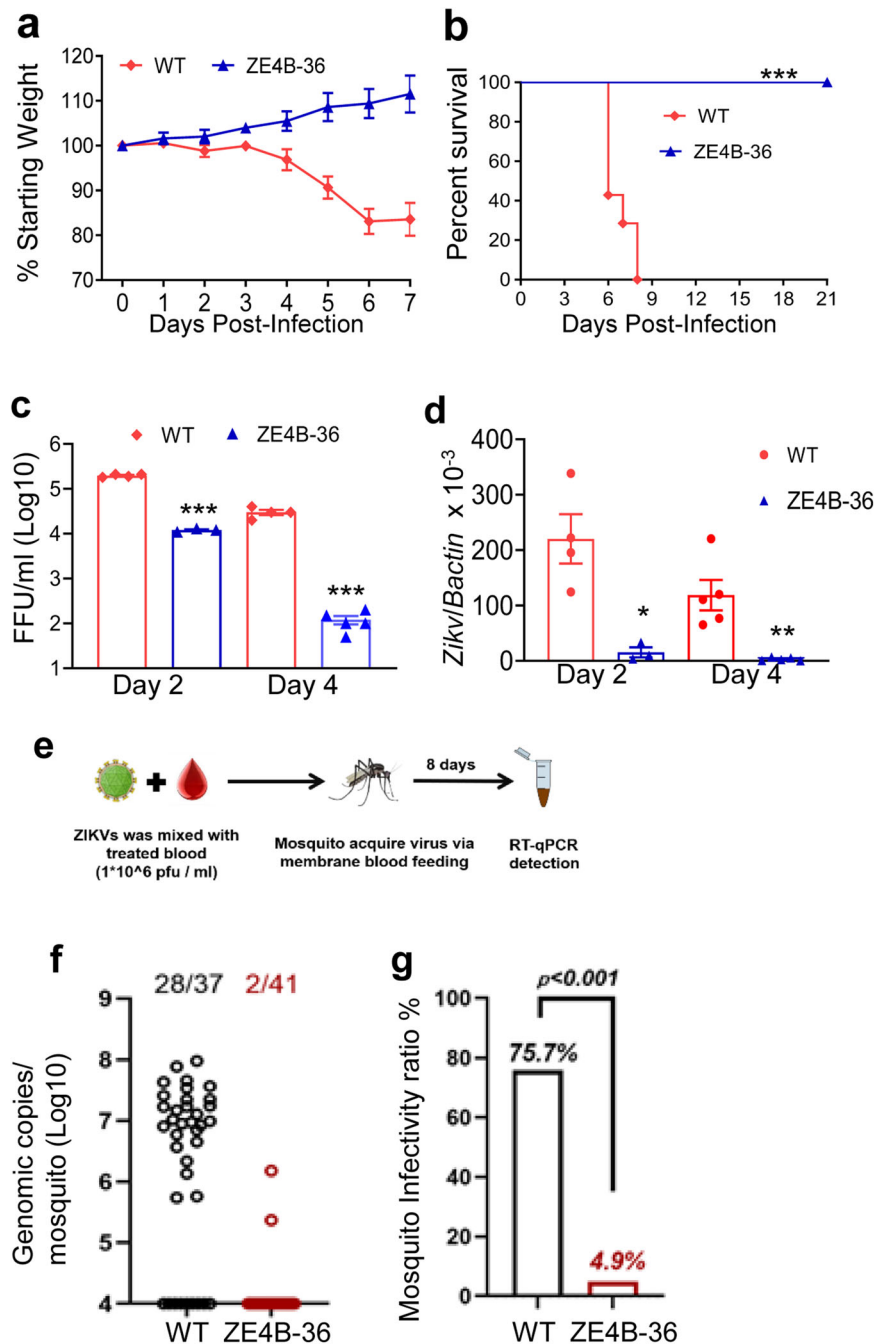 a
WT
ZE4B-36
120
110
100
90
80
70
% Starting Weight
0 1 2 3 4 5 6 7
Days Post-Infection
b
***
100
80
60
40
20
0
Percent survival
WT
ZE4B-36
0 3 6 9 12 15 18 21
Days Post-Infection
c
WT
ZE4B-36
6
5
4
3
2
1
FFU/ml (Log10)
***
***
Day 2
Day 4
d
400
300
200
100
0
Zikv/Bactin x 10-3
WT
ZE4B-36
*
**
Day 2
Day 4
e
8 days
ZIKVs was mixed with
treated blood
(1*10^6 pfu / ml)
Mosquito acquire virus via
membrane blood feeding
RT-qPCR
detection
f
28/37 2/41
9
8
7
6
5
4
Genomic copies/
mosquito (Log10)
WT ZE4B-36
g
p<0.001
100
80
60
40
20
0
Mosquito Infectivity ratio %
75.7%
4.9%
WT ZE4B-36